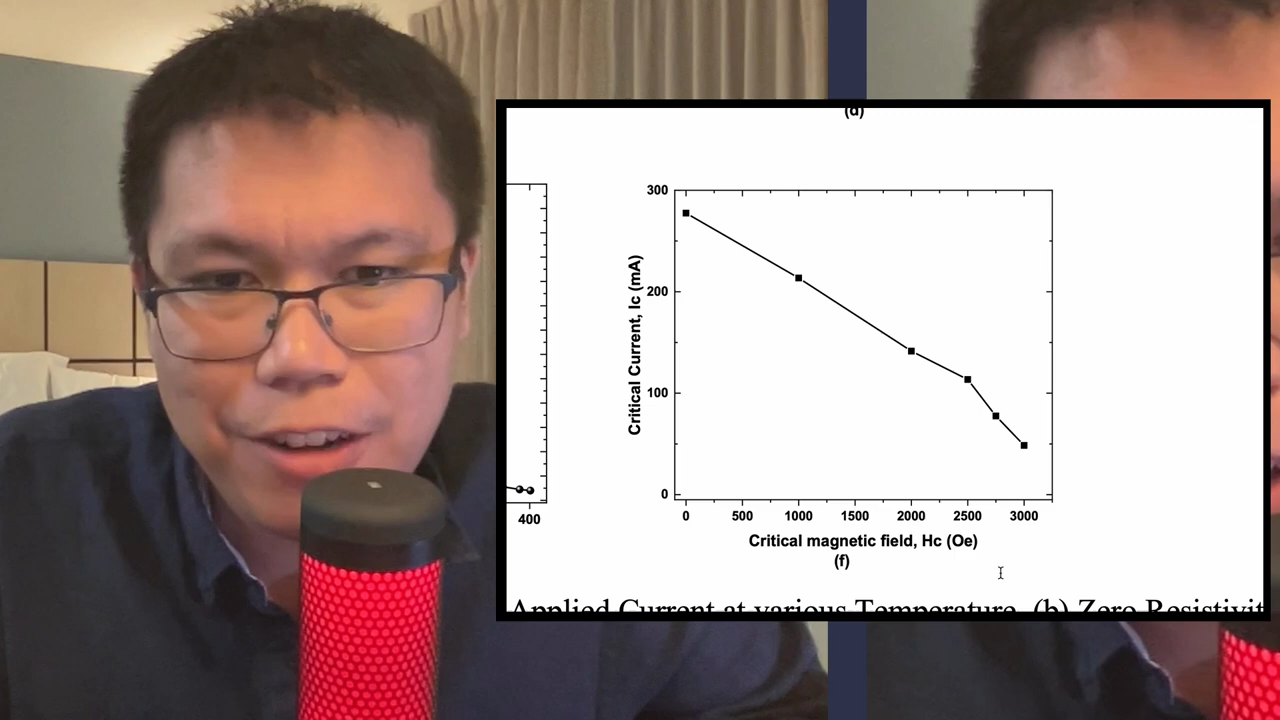 (d)
300
200
100
0
Critical Current, Ic (mA)
0 500 1000 1500 2000 2500 3000
Critical magnetic field, Hc (Oe)
(f)
400
Applied Current at various Temperature, (b) Zero Resistivit